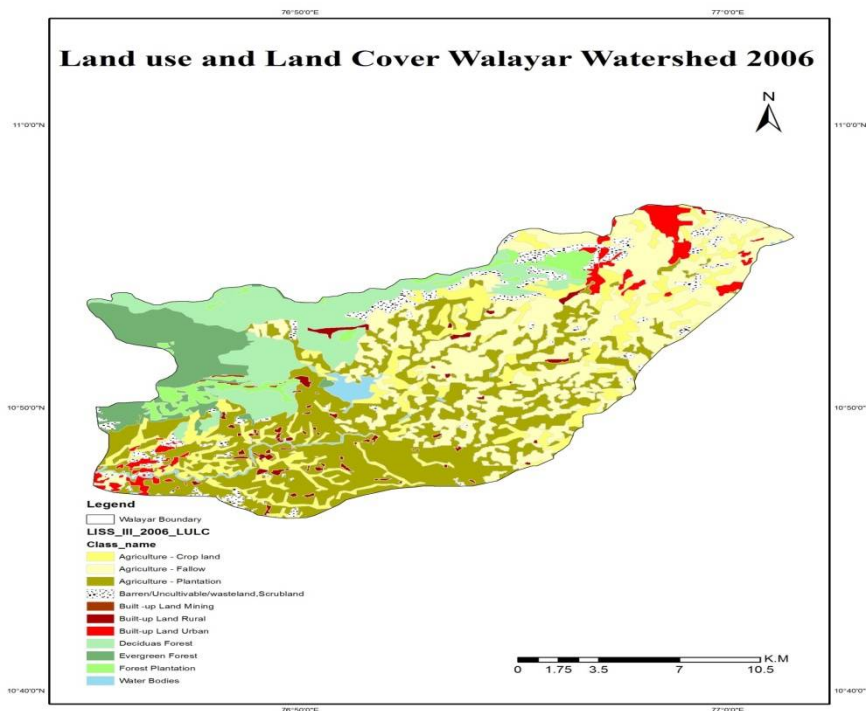 76°50'0"E 77°0'0"E
Land use and Land Cover Walayar Watershed 2006
N
11°0'0"N 11°0'0"N
10°50'0"N 10°50'0"N
Legend
Walayar Boundary
LISS_III_2006_LULC
Class_name
Agriculture - Crop land
Agriculture - Fallow
Agriculture - Plantation
Barren/Uncultivable/wasteland,Scrubland
Built -up Land Mining
Built-up Land Rural
Built-up Land Urban
Deciduas Forest
Evergreen Forest
Forest Plantation
Water Bodies
K.M
0 1.75 3.5 7 10.5
10°40'0"N 10°40'0"N
76°50'0"E 77°0'0"E